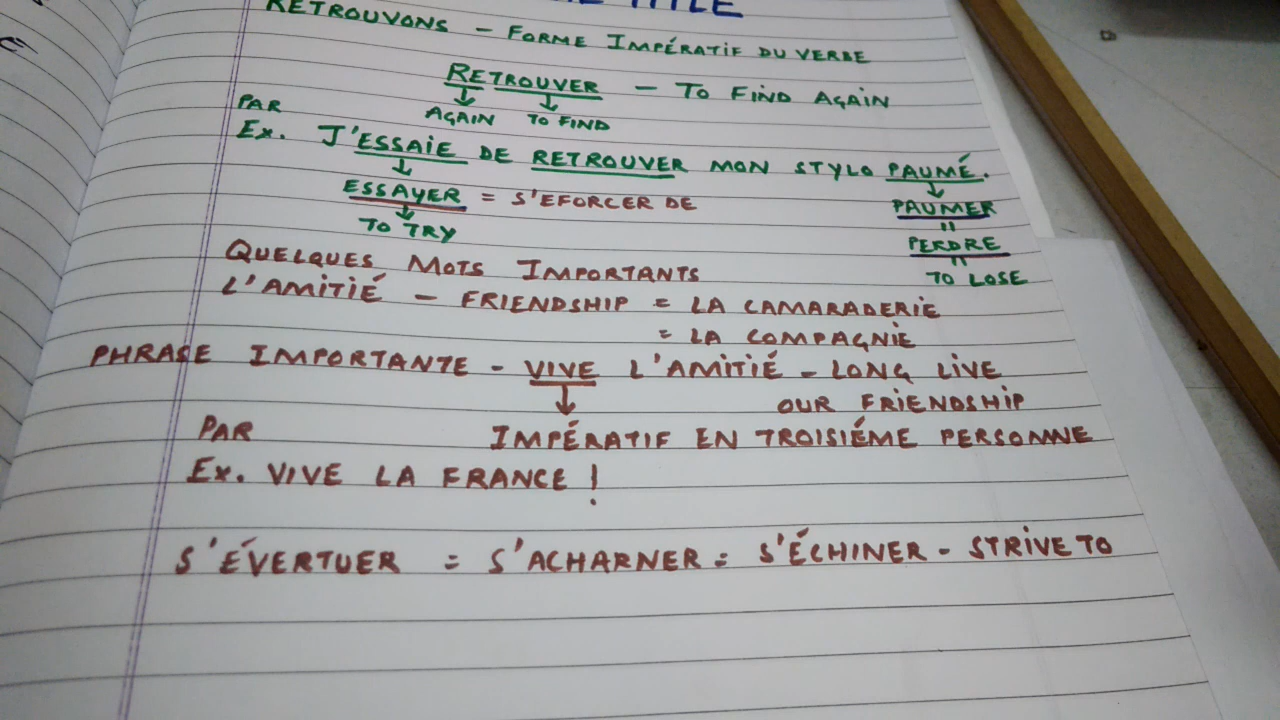 TITLE
RETROUVONS – FORME IMPÉRATIF DU VERBE
RETROUVER – TO FIND AGAIN
AGAIN TO FIND
PAR
Ex. J'ESSAIE DE RETROUVER MON STYLO PAUMÉ.
ESSAYER = S'EFORCER DE PAUMER
TO TRY
"
PERDRE
"
TO LOSE
QUELQUES MOTS IMPORTANTS
L'AMITIÉ – FRIENDSHIP = LA CAMARADERIE
= LA COMPAGNIE
PHRASE IMPORTANTE - VIVE L'AMITIÉ - LONG LIVE
OUR FRIENDSHIP
PAR IMPÉRATIF EN TROISIÉME PERSONNE
Ex. VIVE LA FRANCE !
S'ÉVERTUER = S'ACHARNER = S'ÉCHINER - STRIVE TO